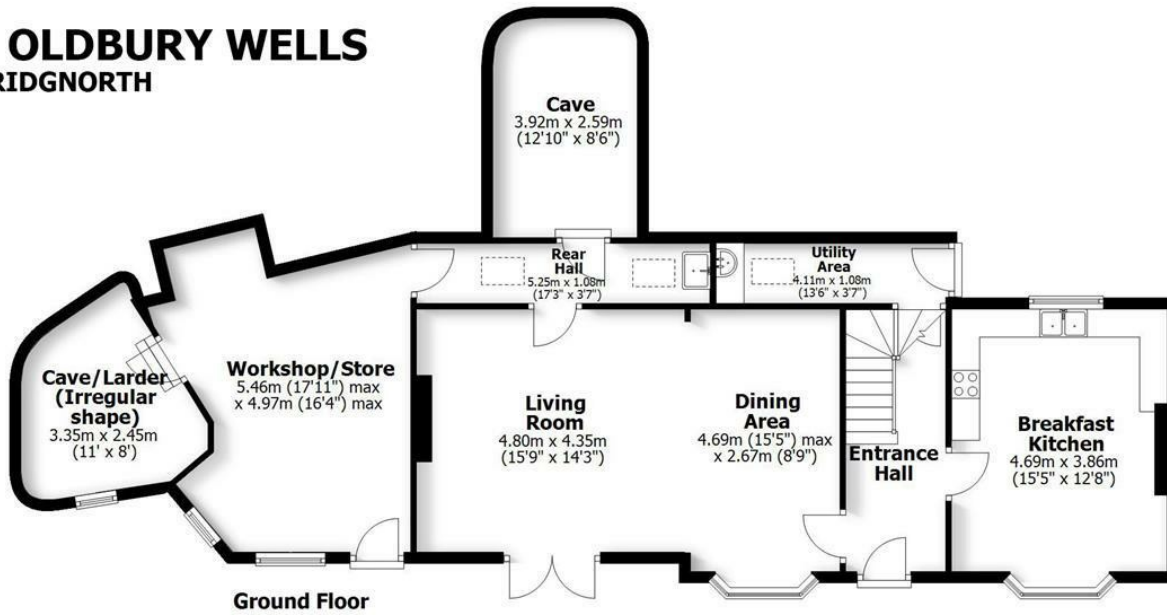 OLDBURY WELLS
RIDGNORTH
Cave
3.92m x 2.59m
(12'10" x 8'6")
Rear
Hall
5.25m x 1.08m
(17'3" x 3'7")
Utility
Area
4.11m x 1.08m
(13'6" x 3'7")
Cave/Larder
(Irregular
shape)
3.35m x 2.45m
(11' x 8')
Workshop/Store
5.46m (17'11") max
x 4.97m (16'4") max
Living
Room
4.80m x 4.35m
(15'9" x 14'3")
Dining
Area
4.69m (15'5") max
x 2.67m (8'9")
Entrance
Hall
Breakfast
Kitchen
4.69m x 3.86m
(15'5" x 12'8")
Ground Floor